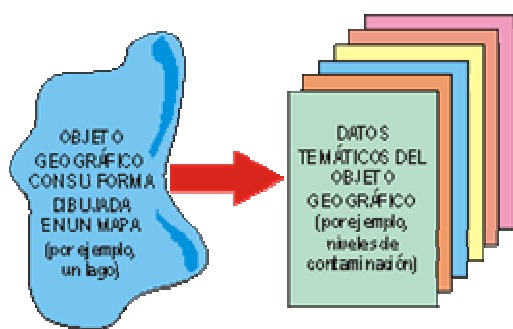 OBJETO
GEOGRÁFICO
CON SU FORMA
DIBUJADA
EN UN MAPA
(por ejemplo,
un lago)
DATOS
TEMÁTICOS DEL
OBJETO
GEOGRÁFICO
(por ejemplo,
niveles de
contaminación)